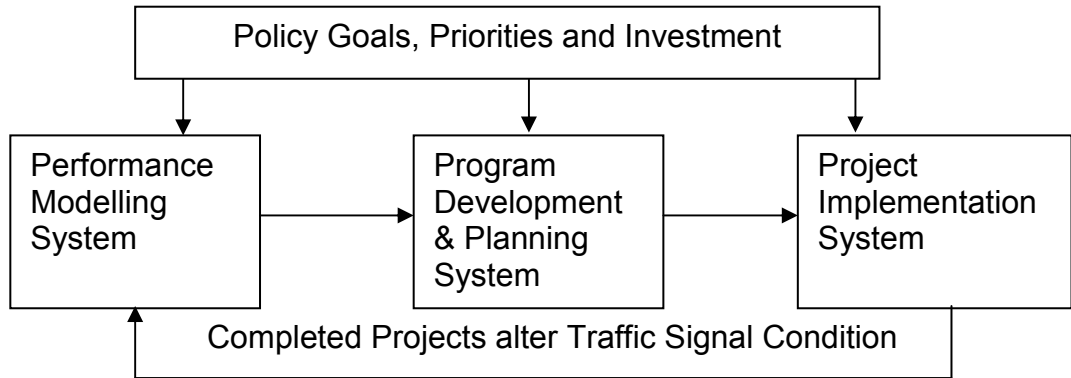 Policy Goals, Priorities and Investment
Performance
Modelling
System
Program
Development
& Planning
System
Project
Implementation
System
Completed Projects alter Traffic Signal Condition